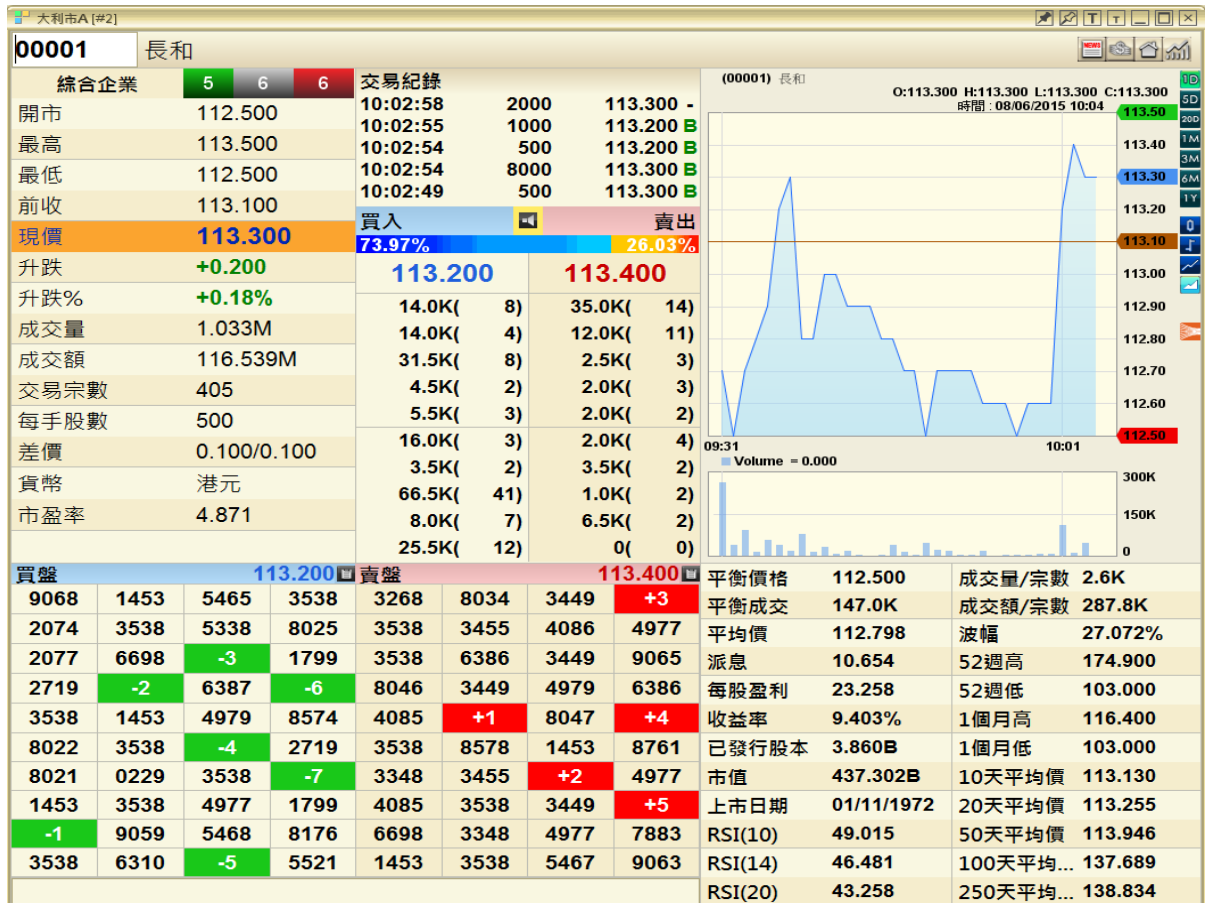 大利市A [#2]
00001 長和
綜合企業 5 6 6
開市 112.500
最高 113.500
最低 112.500
前收 113.100
現價 113.300
升跌 +0.200
升跌% +0.18%
成交量 1.033M
成交額 116.539M
交易宗數 405
每手股數 500
差價 0.100/0.100
貨幣 港元
市盈率 4.871
交易紀錄
10:02:58 2000 113.300 -
10:02:55 1000 113.200 B
10:02:54 500 113.200 B
10:02:54 8000 113.300 B
10:02:49 500 113.300 B
買入 賣出
73.97% 26.03%
113.200 113.400
14.0K( 8) 35.0K( 14)
14.0K( 4) 12.0K( 11)
31.5K( 8) 2.5K( 3)
4.5K( 2) 2.0K( 3)
5.5K( 3) 2.0K( 2)
16.0K( 3) 2.0K( 4)
3.5K( 2) 3.5K( 2)
66.5K( 41) 1.0K( 2)
8.0K( 7) 6.5K( 2)
25.5K( 12) 0( 0)
(00001) 長和
O:113.300 H:113.300 L:113.300 C:113.300
時間 : 08/06/2015 10:04
113.50
113.40
113.30
113.20
113.10
113.00
112.90
112.80
112.70
112.60
112.50
09:31 10:01
Volume = 0.000
300K
150K
0
1D
5D
20D
1M
3M
6M
1Y
NEWS
T T
買盤 113.200 賣盤 113.400
9068 1453 5465 3538 3268 8034 3449 +3
2074 3538 5338 8025 3538 3455 4086 4977
2077 6698 -3 1799 3538 6386 3449 9065
2719 -2 6387 -6 8046 3449 4979 6386
3538 1453 4979 8574 4085 +1 8047 +4
8022 3538 -4 2719 3538 8578 1453 8761
8021 0229 3538 -7 3348 3455 +2 4977
1453 3538 4977 1799 4085 3538 3449 +5
-1 9059 5468 8176 6698 3348 4977 7883
3538 6310 -5 5521 1453 3538 5467 9063
平衡價格 112.500 成交量/宗數 2.6K
平衡成交 147.0K 成交額/宗數 287.8K
平均價 112.798 波幅 27.072%
派息 10.654 52週高 174.900
每股盈利 23.258 52週低 103.000
收益率 9.403% 1個月高 116.400
已發行股本 3.860B 1個月低 103.000
市值 437.302B 10天平均價 113.130
上市日期 01/11/1972 20天平均價 113.255
RSI(10) 49.015 50天平均價 113.946
RSI(14) 46.481 100天平均... 137.689
RSI(20) 43.258 250天平均... 138.834